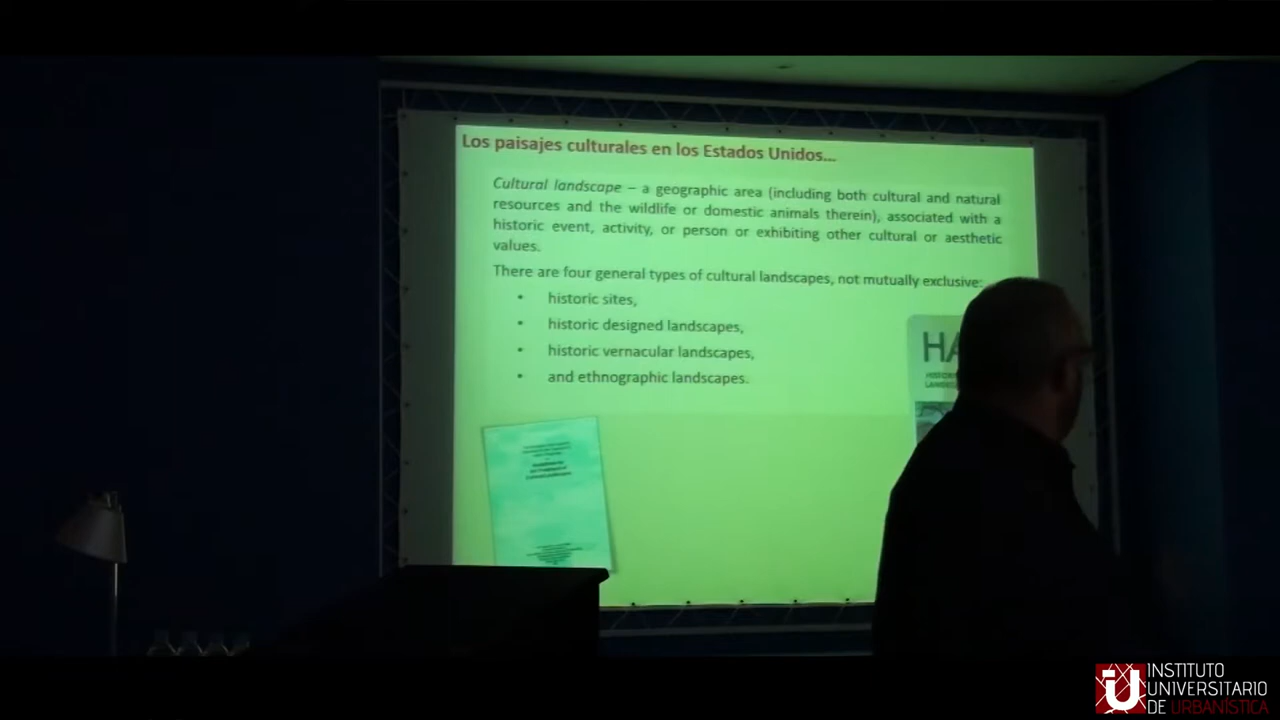 Los paisajes culturales en los Estados Unidos...
Cultural landscape – a geographic area (including both cultural and natural
resources and the wildlife or domestic animals therein), associated with a
historic event, activity, or person or exhibiting other cultural or aesthetic
values.
There are four general types of cultural landscapes, not mutually exclusive:
• historic sites,
• historic designed landscapes,
• historic vernacular landscapes,
• and ethnographic landscapes.
HA
INSTITUTO
UNIVERSITARIO
DE URBANÍSTICA